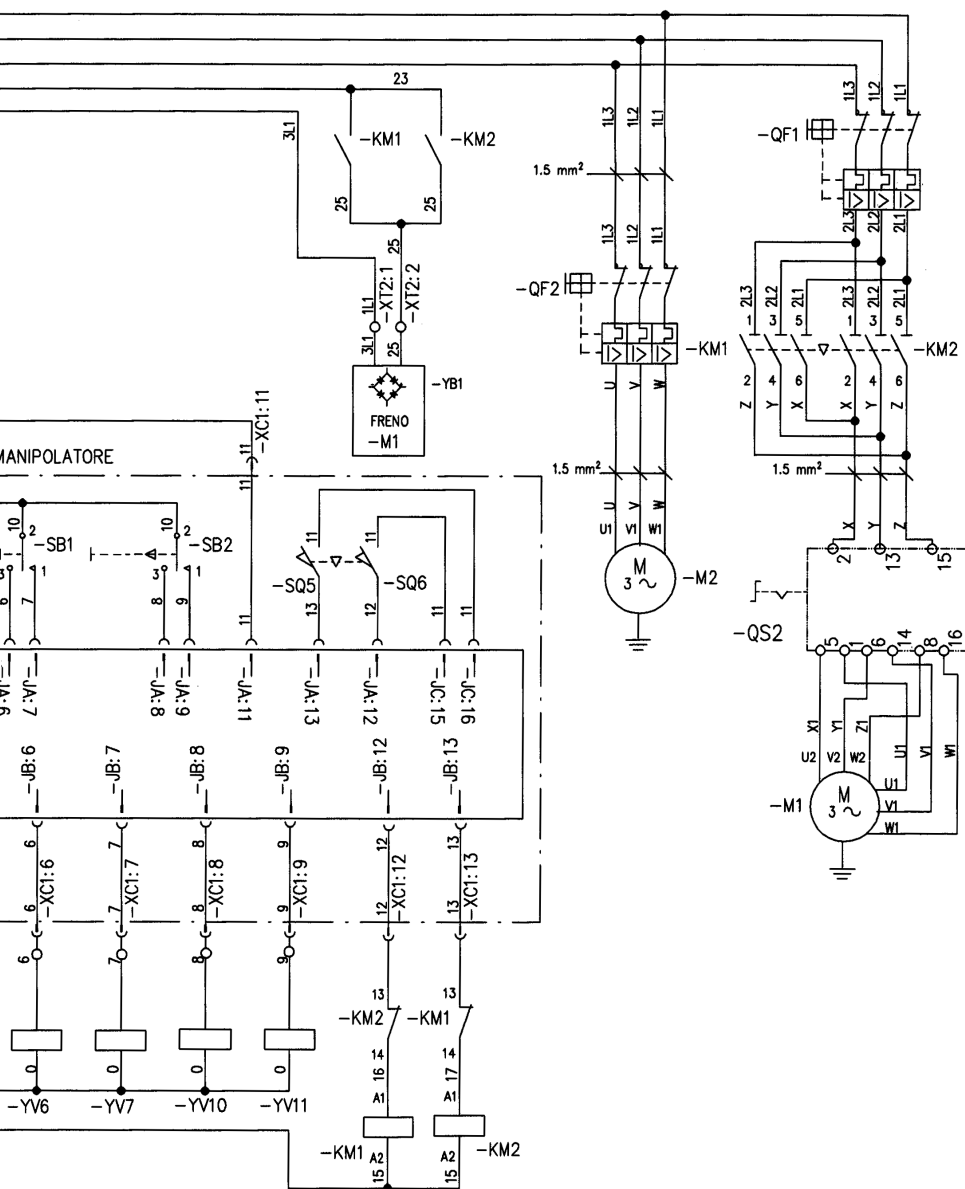 23
1L3 1L2 1L1
3L1
-KM1 -KM2
1L3 1L2 1L1
-QF1
1.5 mm²
25 25
2L3 2L2 2L1
25
1L3 1L2 1L1
-XT2:1 -XT2:2
1L1
-QF2
2L3 2L2 2L1 2L3 2L2 2L1
1 3 5 1 3 5
3L1 25
-KM1 -KM2
-YB1
2 4 6 2 4 6
U V W
Z Y X X Y Z
FRENO
-M1
-XC1:11
11
MANIPOLATORE
1.5 mm² 1.5 mm²
11
10 2 10 2
11 11
U V W
X Y Z
-SB1 -SB2
U1 V1 W1
2 13 15
3 1 3 1
-SQ5 -SQ6
M
3 ~
-M2
6 7 8 9 11 13 12 11 11
-QS2
5 1 6 14 8 16
-JA:6 -JA:7 -JA:8 -JA:9 -JA:11 -JA:13 -JA:12 -JC:15 -JC:16
X1 Y1 Z1 U1 V1 W1
-JB:6 -JB:7 -JB:8 -JB:9 -JB:12 -JB:13
U2 V2 W2
U1
-M1
M
3 ~
V1
W1
6 7 8 9 12 13
-XC1:6 -XC1:7 -XC1:8 -XC1:9 -XC1:12 -XC1:13
6 7 8 9 12 13
6 7 8 9
13 13
-KM2 -KM1
14 14
16 17
0 0 0 0
A1 A1
-YV6 -YV7 -YV10 -YV11
-KM1 A2 A2 -KM2
15 15